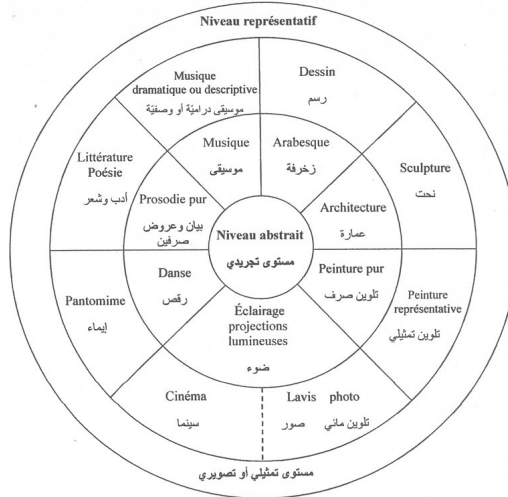 Niveau représentatif
Musique
dramatique ou descriptive
موسيقى دراميّة أو وصفيّة
Dessin
رسم
Littérature
Poésie
أدب وشعر
Musique
موسيقى
Arabesque
زخرفة
Sculpture
نحت
Prosodie pur
بيان وعروض
صرفين
Architecture
عمارة
Niveau abstrait
مستوى تجريدي
Danse
رقص
Peinture pur
تلوين صرف
Pantomime
إيماء
Peinture
représentative
تلوين تمثيلي
Éclairage
projections
lumineuses
ضوء
Cinéma
سينما
Lavis photo
صور تلوين مائي
مستوى تمثيلي أو تصويري